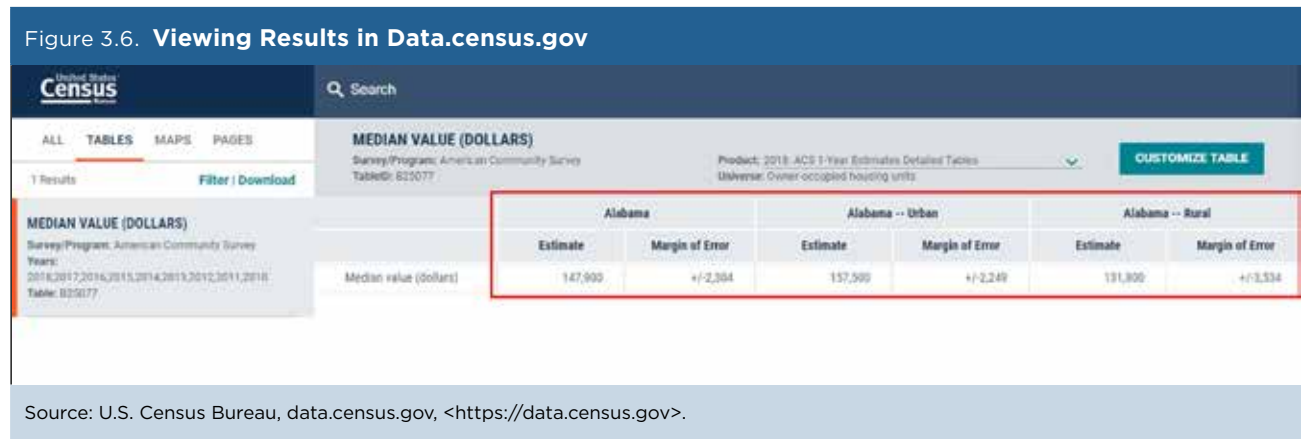 Figure 3.6. Viewing Results in Data.census.gov
United States
Census
Bureau
Search
ALL TABLES MAPS PAGES
1 Results Filter | Download
MEDIAN VALUE (DOLLARS)
Survey/Program: American Community Survey
Years:
2018,2017,2016,2015,2014,2013,2012,2011,2010
Table: B25077
MEDIAN VALUE (DOLLARS)
Survey/Program: American Community Survey
TableID: B25077
Product: 2018: ACS 1-Year Estimates Detailed Tables
Universe: Owner occupied housing units
CUSTOMIZE TABLE
Alabama Alabama -- Urban Alabama -- Rural
Estimate Margin of Error Estimate Margin of Error Estimate Margin of Error
Median value (dollars) 147,900 +/-2,304 157,500 +/-2,249 131,800 +/-3,534
Source: U.S. Census Bureau, data.census.gov, <https://data.census.gov>.